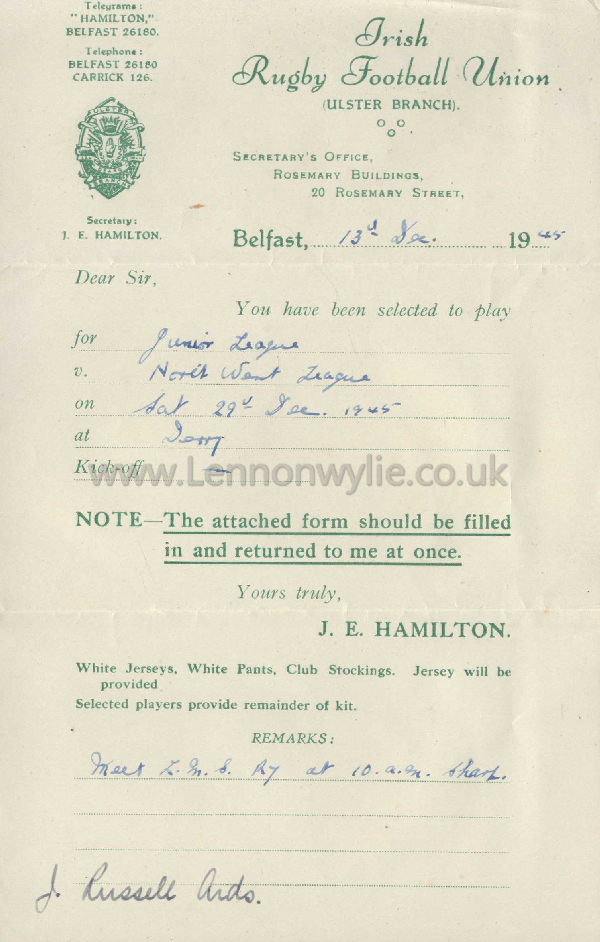 Telegrams:
"HAMILTON,"
BELFAST 26180.
Telephone:
BELFAST 26180
CARRICK 126.
ULSTER
Secretary:
J. E. HAMILTON.
Irish
Rugby Football Union
(ULSTER BRANCH).
SECRETARY'S OFFICE,
ROSEMARY BUILDINGS,
20 ROSEMARY STREET,
Belfast, 13th Dec. 1945
Dear Sir,
You have been selected to play
for Junior League
v. North West League
on Sat 29th Dec. 1945
at Derry
Kick-off —
www.Lennonwylie.co.uk
NOTE—The attached form should be filled
in and returned to me at once.
Yours truly,
J. E. HAMILTON.
White Jerseys, White Pants, Club Stockings. Jersey will be
provided
Selected players provide remainder of kit.
REMARKS:
Meet L.M.S. Ry at 10.a.m. sharp.
J. Russell Ards.